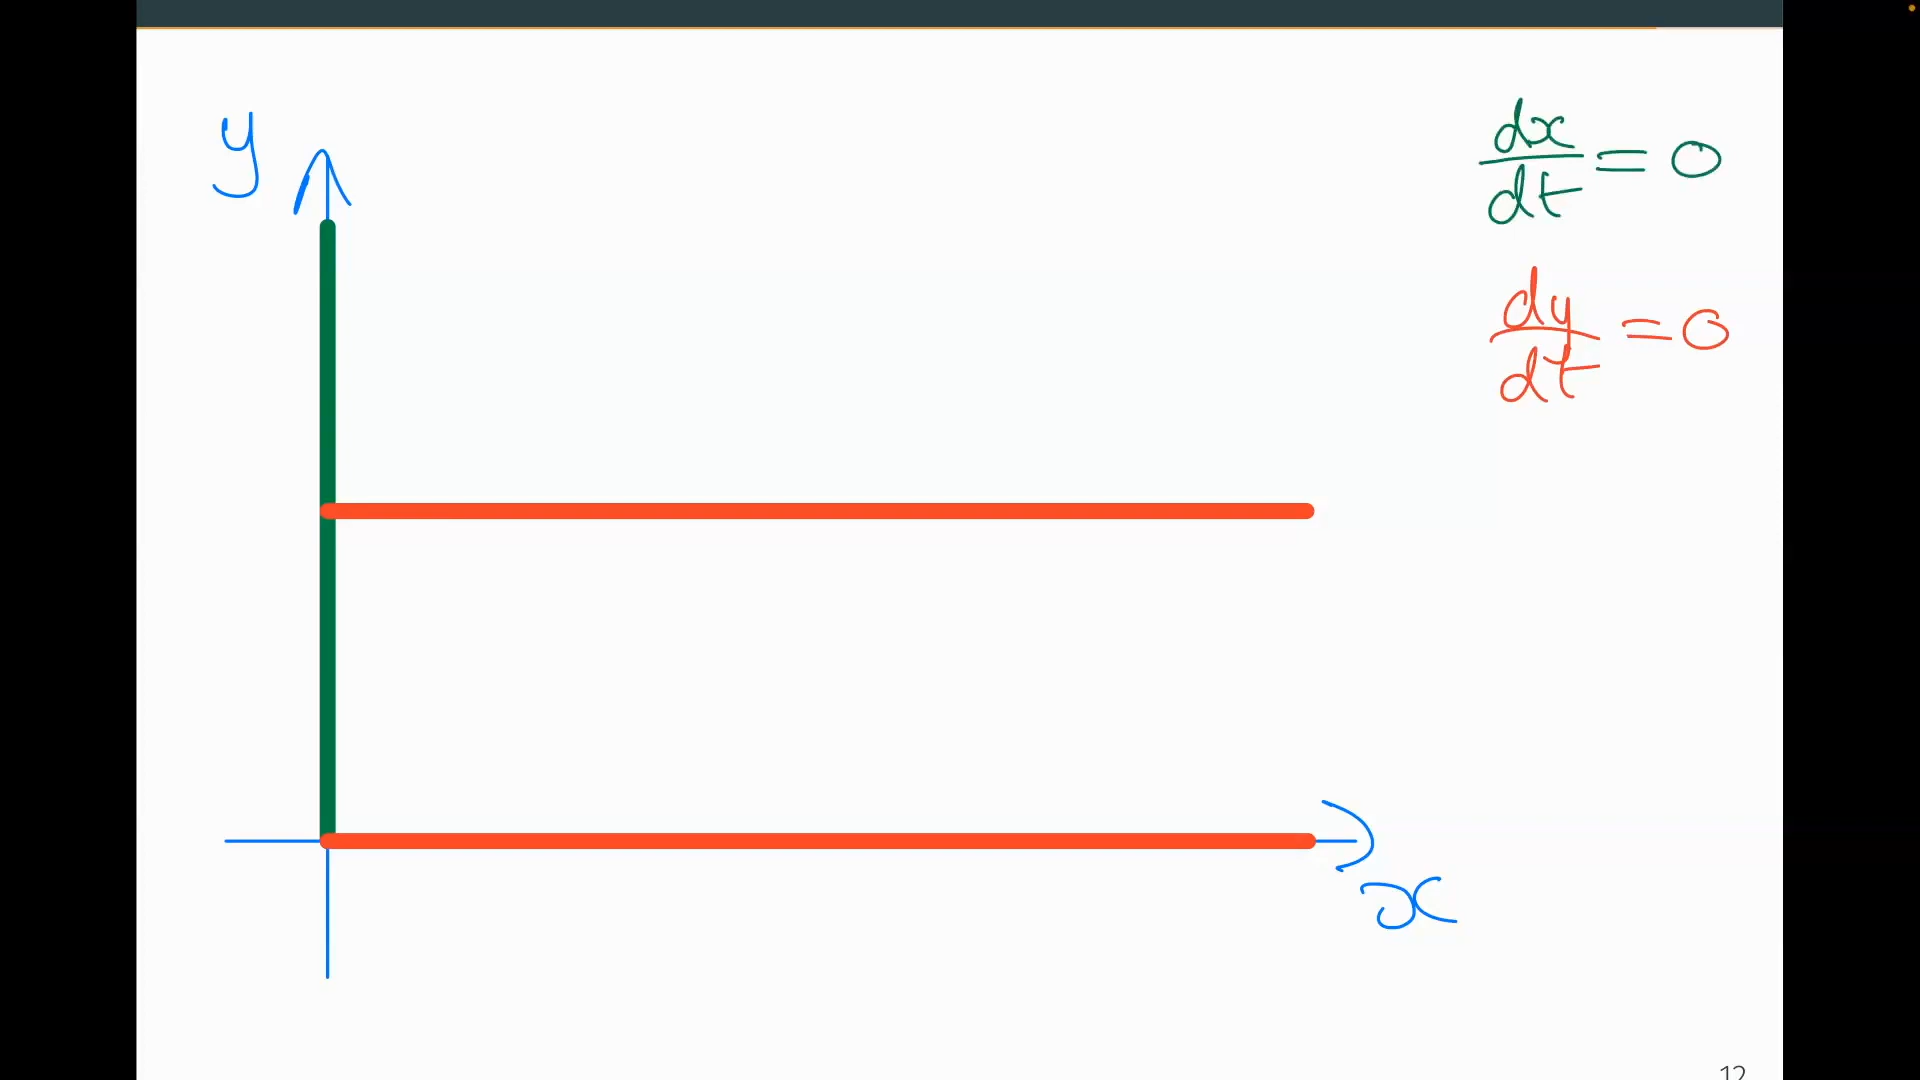 y
dx/dt = 0
dy/dt = 0
x
12